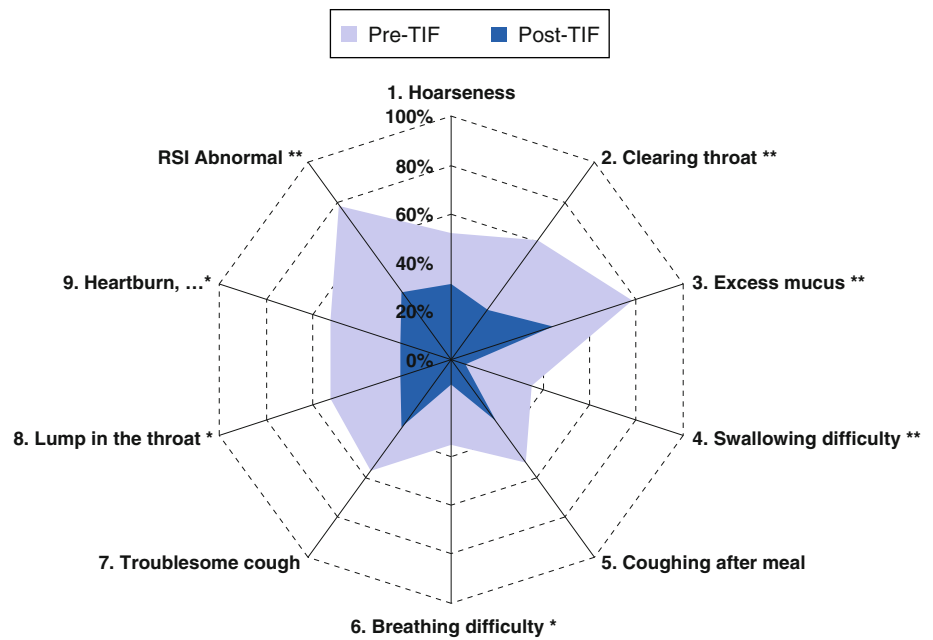 Pre-TIF Post-TIF
1. Hoarseness
100%
RSI Abnormal **
2. Clearing throat **
80%
60%
40%
9. Heartburn, …*
3. Excess mucus **
20%
0%
8. Lump in the throat *
4. Swallowing difficulty **
7. Troublesome cough
5. Coughing after meal
6. Breathing difficulty *